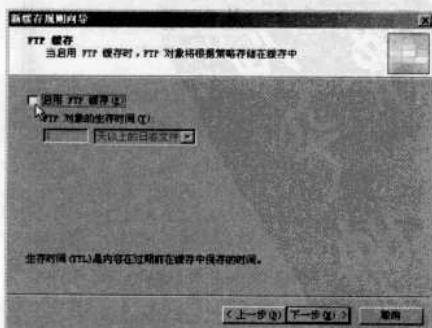 新缓存规则向导
FTP 缓存
当启用 FTP 缓存时，FTP 对象将根据策略存储在缓存中
启用 FTP 缓存(E)
FTP 对象的生存时间(T):
天以上的日志文件
生存时间(TTL)是内容在过期前在缓存中保存的时间。
<上一步(B) 下一步(N)> 取消